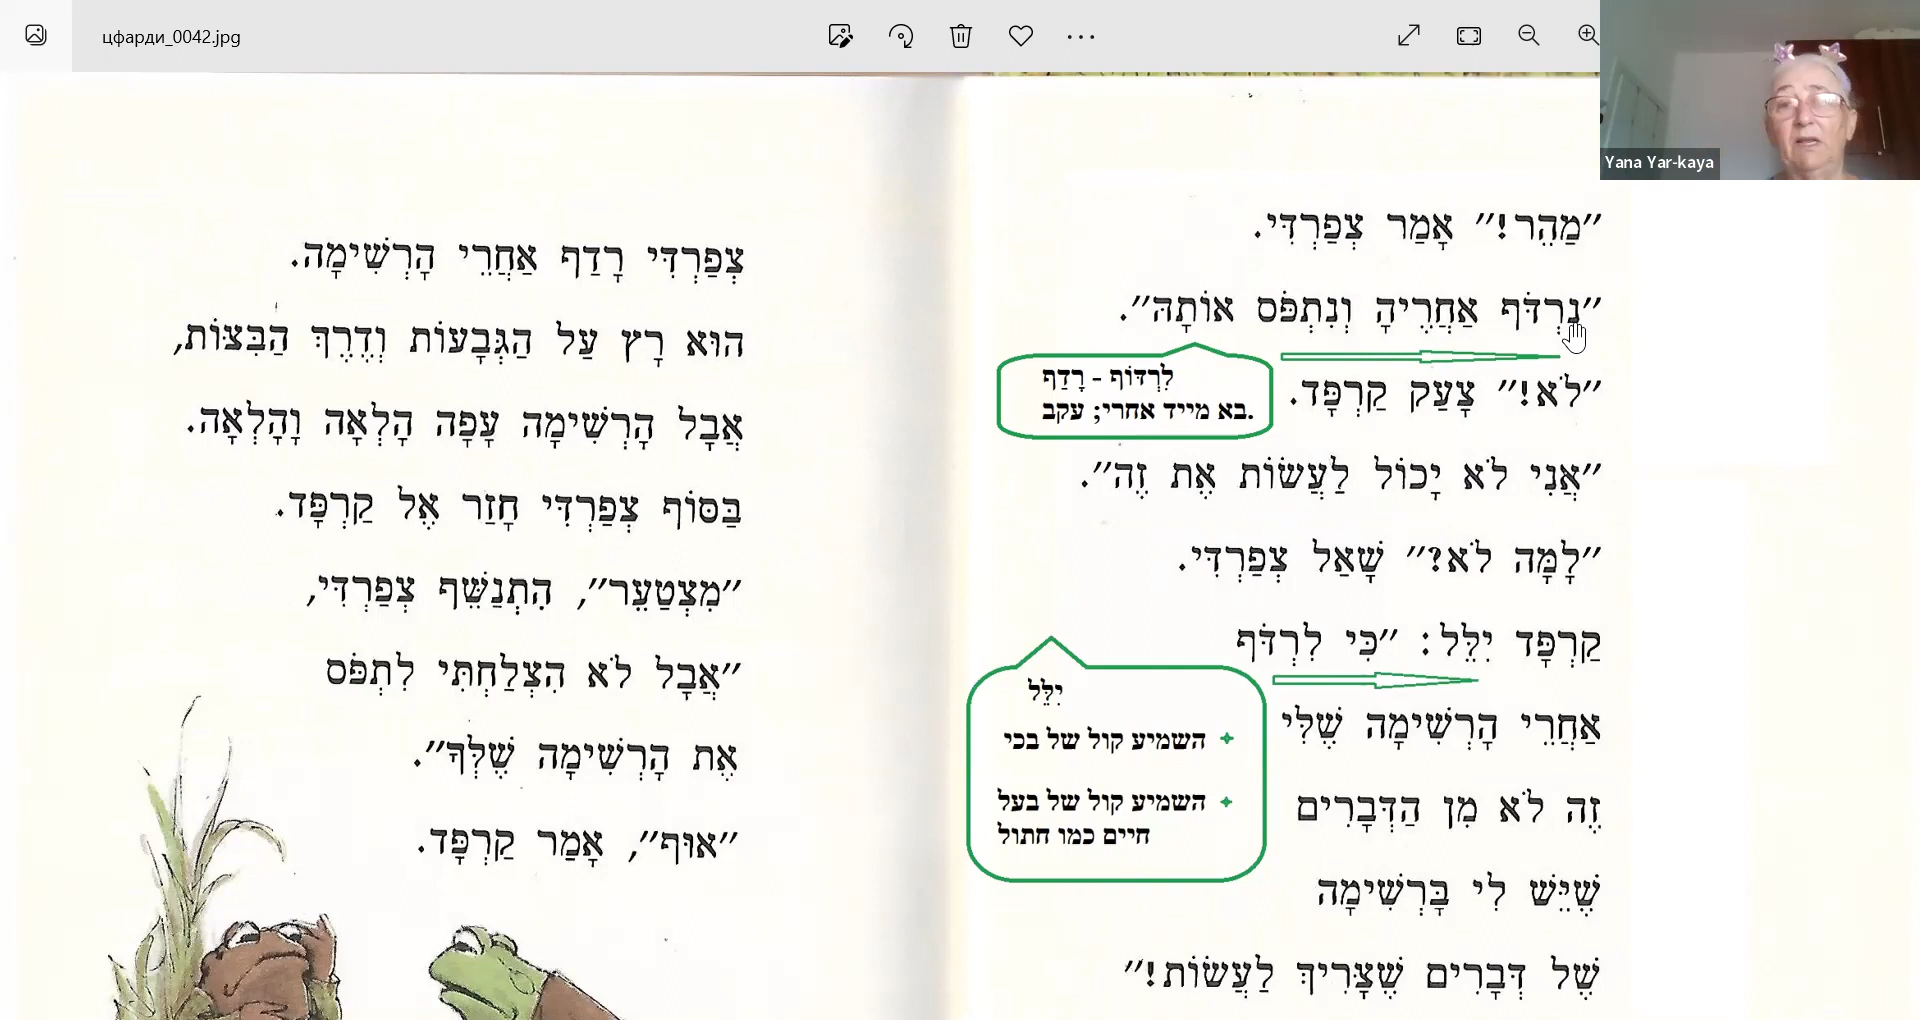 цфарди_0042.jpg
Yana Yar-kaya
״מַהֵר!״ אָמַר צְפַרְדִּי.
״נִרְדֹּף אַחֲרֶיהָ וְנִתְפֹּס אוֹתָהּ״.
לִרְדּוֹף - רָדַף
בא מייד אחרי; עקב.
״לֹא!״ צָעַק קַרְפָּד.
״אֲנִי לֹא יָכוֹל לַעֲשׂוֹת אֶת זֶה״.
״לָמָּה לֹא?״ שָׁאַל צְפַרְדִּי.
קַרְפָּד יִלֵּל: ״כִּי לִרְדֹּף
יִלֵּל
השמיע קול של בכי
השמיע קול של בעל
חיים כמו חתול
אַחֲרֵי הָרְשִׁימָה שֶׁלִּי
זֶה לֹא מִן הַדְּבָרִים
שֶׁיֵּשׁ לִי בָּרְשִׁימָה
שֶׁל דְּבָרִים שֶׁצָּרִיךְ לַעֲשׂוֹת!״
צְפַרְדִּי רָדַף אַחֲרֵי הָרְשִׁימָה.
הוּא רָץ עַל הַגְּבָעוֹת וְדֶרֶךְ הַבִּצּוֹת,
אֲבָל הָרְשִׁימָה עָפָה הָלְאָה וָהָלְאָה.
בַּסּוֹף צְפַרְדִּי חָזַר אֶל קַרְפָּד.
״מִצְטַעֵר״, הִתְנַשֵּׁף צְפַרְדִּי,
״אֲבָל לֹא הִצְלַחְתִּי לִתְפֹּס
אֶת הָרְשִׁימָה שֶׁלְּךָ״.
״אוּף״, אָמַר קַרְפָּד.